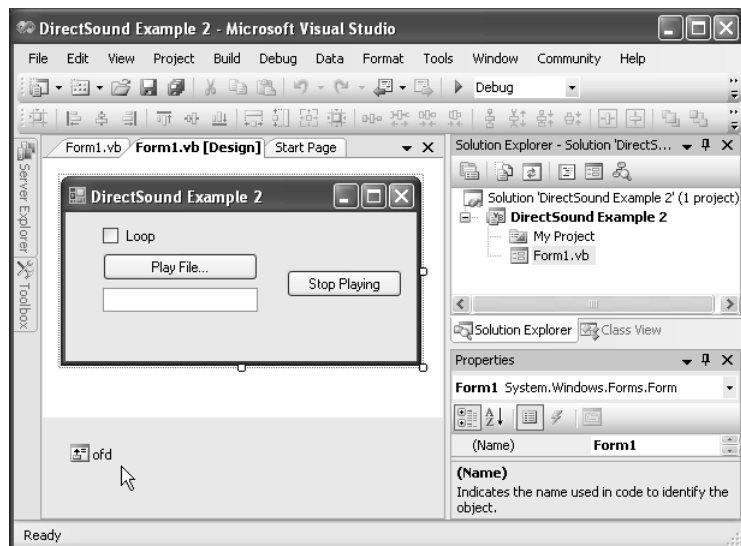 DirectSound Example 2 - Microsoft Visual Studio
File Edit View Project Build Debug Data Format Tools Window Community Help
Debug
Form1.vb Form1.vb [Design] Start Page
Server Explorer
Toolbox
DirectSound Example 2
Loop
Play File...
Stop Playing
ofd
Solution Explorer - Solution 'DirectS...
Solution 'DirectSound Example 2' (1 project)
DirectSound Example 2
My Project
Form1.vb
Solution Explorer Class View
Properties
Form1 System.Windows.Forms.Form
(Name) Form1
(Name)
Indicates the name used in code to identify the
object.
Ready